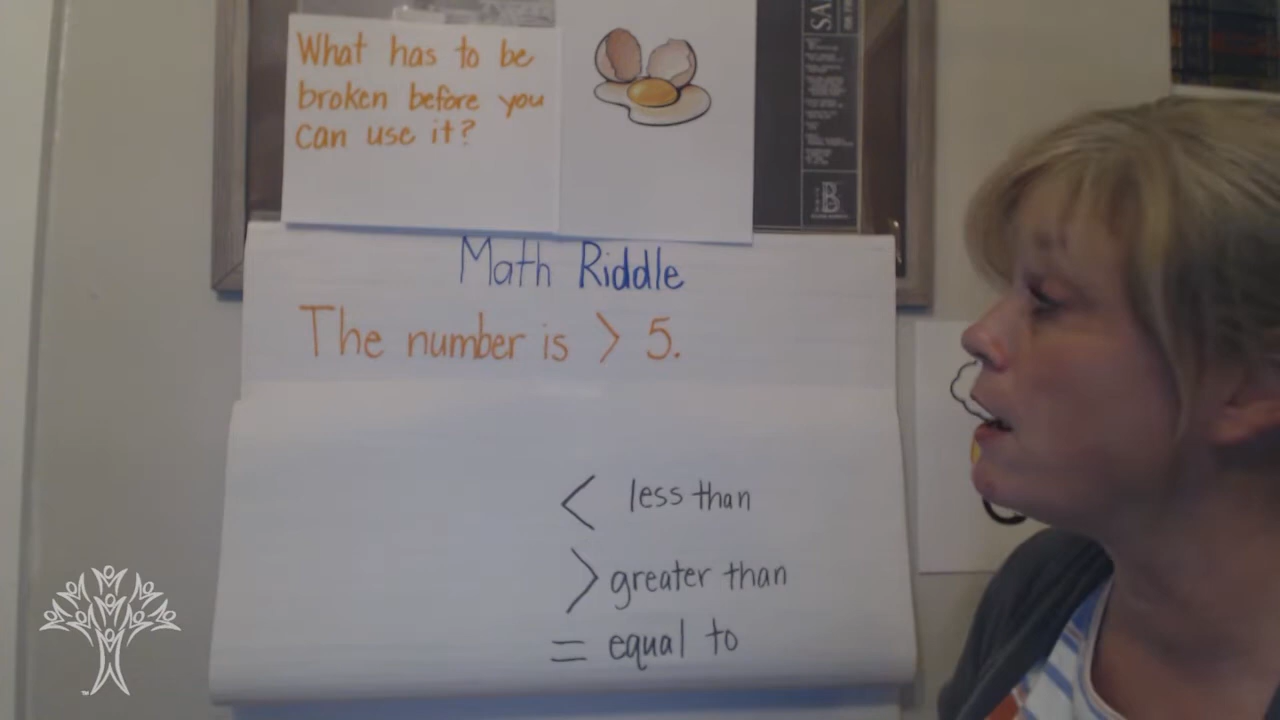 What has to be
broken before you
can use it?
SA
Math Riddle
The number is > 5.
< less than
> greater than
= equal to